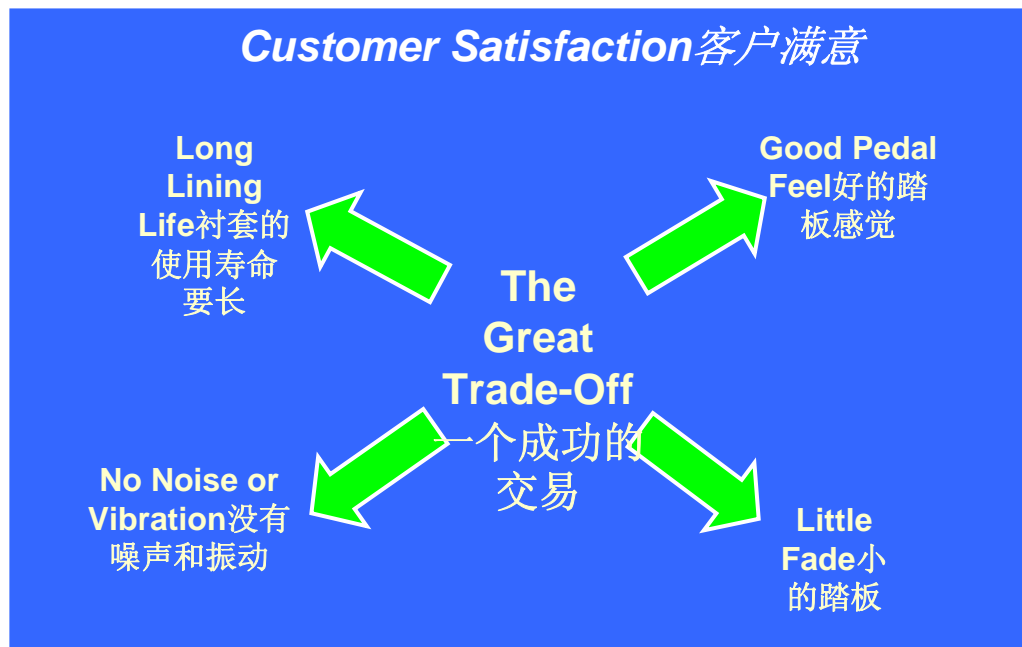 Customer Satisfaction客户满意
Long
Lining
Life衬套的
使用寿命
要长
Good Pedal
Feel好的踏
板感觉
The
Great
Trade-Off
一个成功的
交易
No Noise or
Vibration没有
噪声和振动
Little
Fade小
的踏板